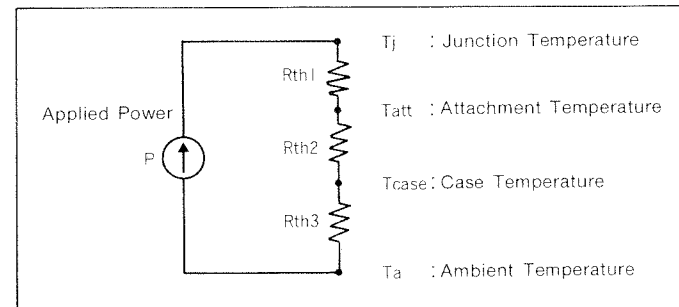 Tj : Junction Temperature
Rth1
Tatt : Attachment Temperature
Applied Power
P
Rth2
Tcase : Case Temperature
Rth3
Ta : Ambient Temperature